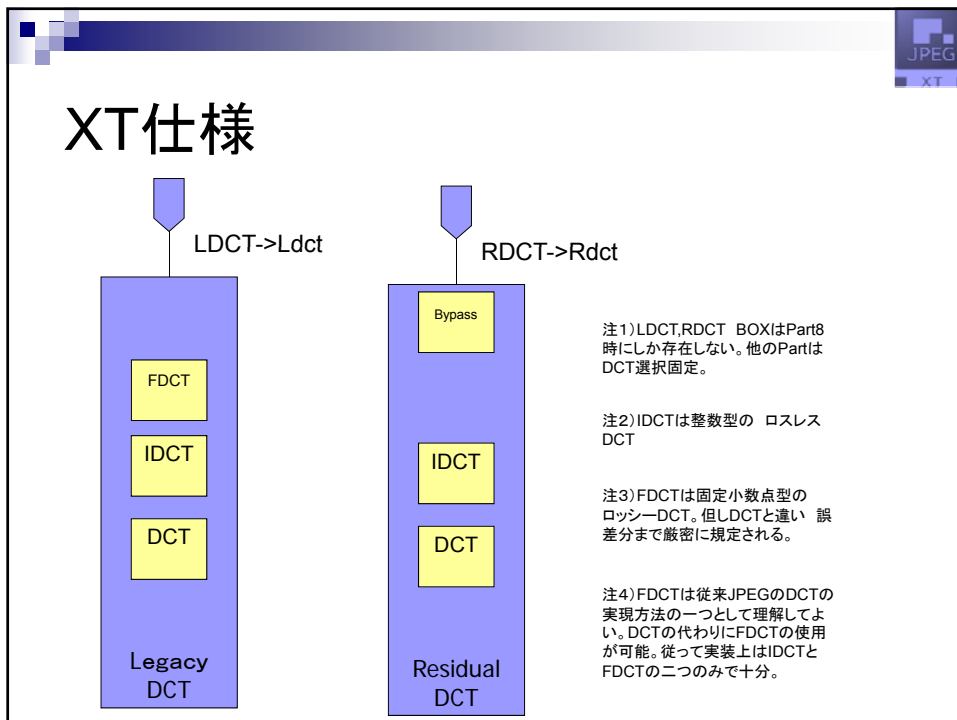 JPEG
XT
XT仕様
LDCT->Ldct
FDCT
IDCT
DCT
Legacy
DCT
RDCT->Rdct
Bypass
IDCT
DCT
Residual
DCT
注1)LDCT,RDCT BOXはPart8
時にしか存在しない。他のPartは
DCT選択固定。
注2)IDCTは整数型の ロスレス
DCT
注3)FDCTは固定小数点型の
ロッシーDCT。但しDCTと違い 誤
差分まで厳密に規定される。
注4)FDCTは従来JPEGのDCTの
実現方法の一つとして理解してよ
い。DCTの代わりにFDCTの使用
が可能。従って実装上はIDCTと
FDCTの二つのみで十分。